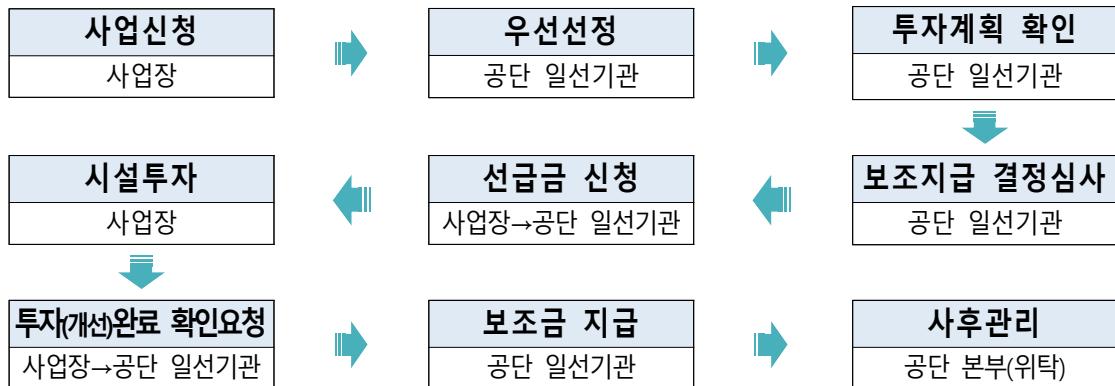 사업신청
사업장
우선선정
공단 일선기관
투자계획 확인
공단 일선기관
보조지급 결정심사
공단 일선기관
선급금 신청
사업장→공단 일선기관
시설투자
사업장
투자(개선)완료 확인요청
사업장→공단 일선기관
보조금 지급
공단 일선기관
사후관리
공단 본부(위탁)